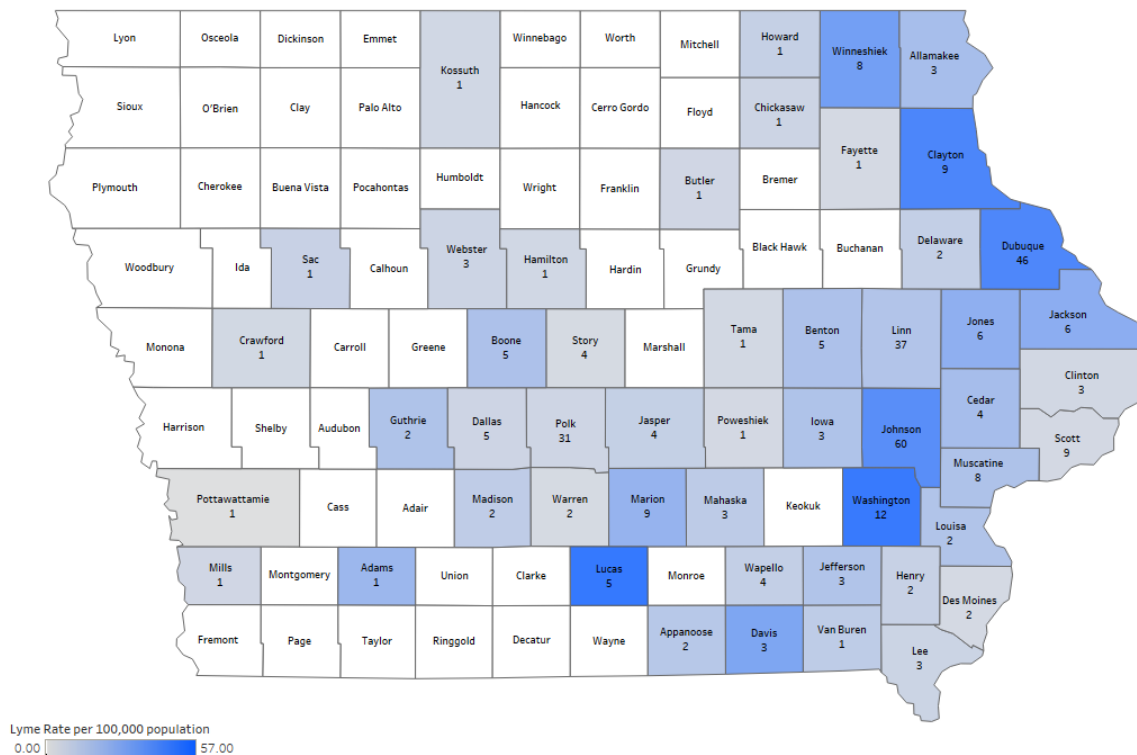 Lyon
Osceola
Dickinson
Emmet
Kossuth
1
Winnebago
Worth
Mitchell
Howard
1
Winneshiek
8
Allamakee
3
Sioux
O'Brien
Clay
Palo Alto
Hancock
Cerro Gordo
Floyd
Chickasaw
1
Fayette
1
Clayton
9
Plymouth
Cherokee
Buena Vista
Pocahontas
Humboldt
Wright
Franklin
Butler
1
Bremer
Woodbury
Ida
Sac
1
Calhoun
Webster
3
Hamilton
1
Hardin
Grundy
Black Hawk
Buchanan
Delaware
2
Dubuque
46
Monona
Crawford
1
Carroll
Greene
Boone
5
Story
4
Marshall
Tama
1
Benton
5
Linn
37
Jones
6
Jackson
6
Clinton
3
Harrison
Shelby
Audubon
Guthrie
2
Dallas
5
Polk
31
Jasper
4
Poweshiek
1
Iowa
3
Johnson
60
Cedar
4
Scott
9
Muscatine
8
Pottawattamie
1
Cass
Adair
Madison
2
Warren
2
Marion
9
Mahaska
3
Keokuk
Washington
12
Louisa
2
Mills
1
Montgomery
Adams
1
Union
Clarke
Lucas
5
Monroe
Wapello
4
Jefferson
3
Henry
2
Des Moines
2
Fremont
Page
Taylor
Ringgold
Decatur
Wayne
Appanoose
2
Davis
3
Van Buren
1
Lee
3
Lyme Rate per 100,000 population
0.00 57.00